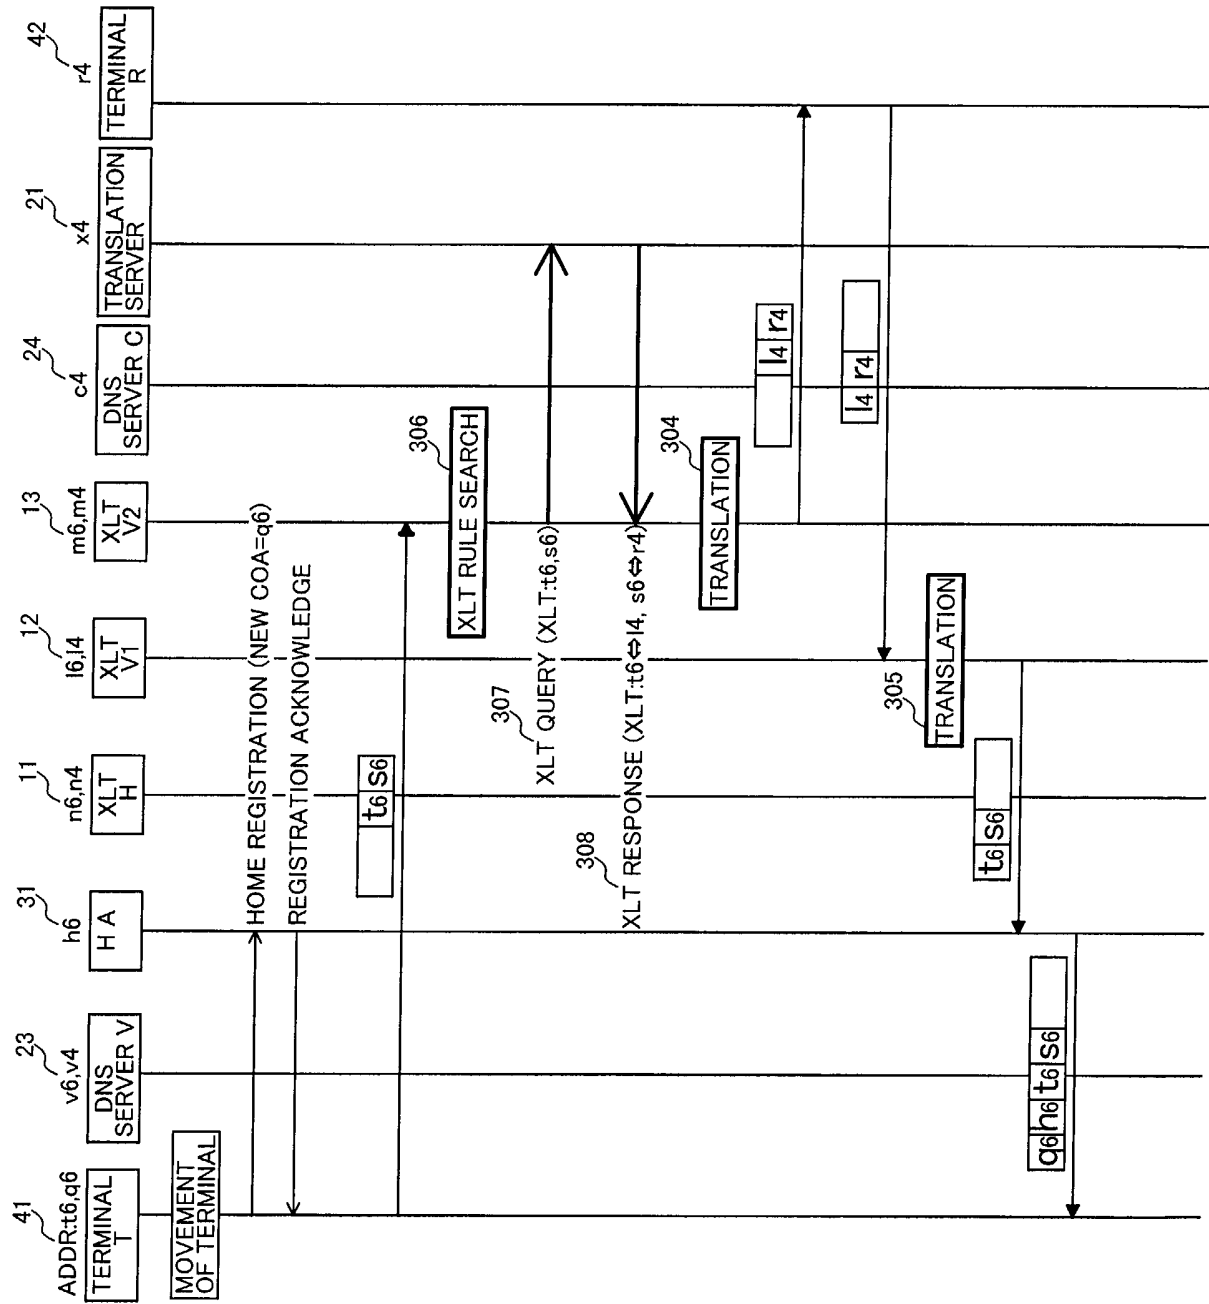 41
ADDR:t6,q6
TERMINAL
T
23
v6,v4
DNS
SERVER V
31
h6
H A
11
n6,n4
XLT
H
12
l6,l4
XLT
V1
13
m6,m4
XLT
V2
24
c4
DNS
SERVER C
21
x4
TRANSLATION
SERVER
42
r4
TERMINAL
R
MOVEMENT
OF TERMINAL
HOME REGISTRATION (NEW COA=q6)
REGISTRATION ACKNOWLEDGE
t6 s6
306
XLT RULE SEARCH
307
XLT QUERY (XLT:t6,s6)
308
XLT RESPONSE (XLT:t6⇔l4, s6⇔r4)
304
TRANSLATION
l4 r4
l4 r4
305
TRANSLATION
t6 s6
q6 h6 t6 s6